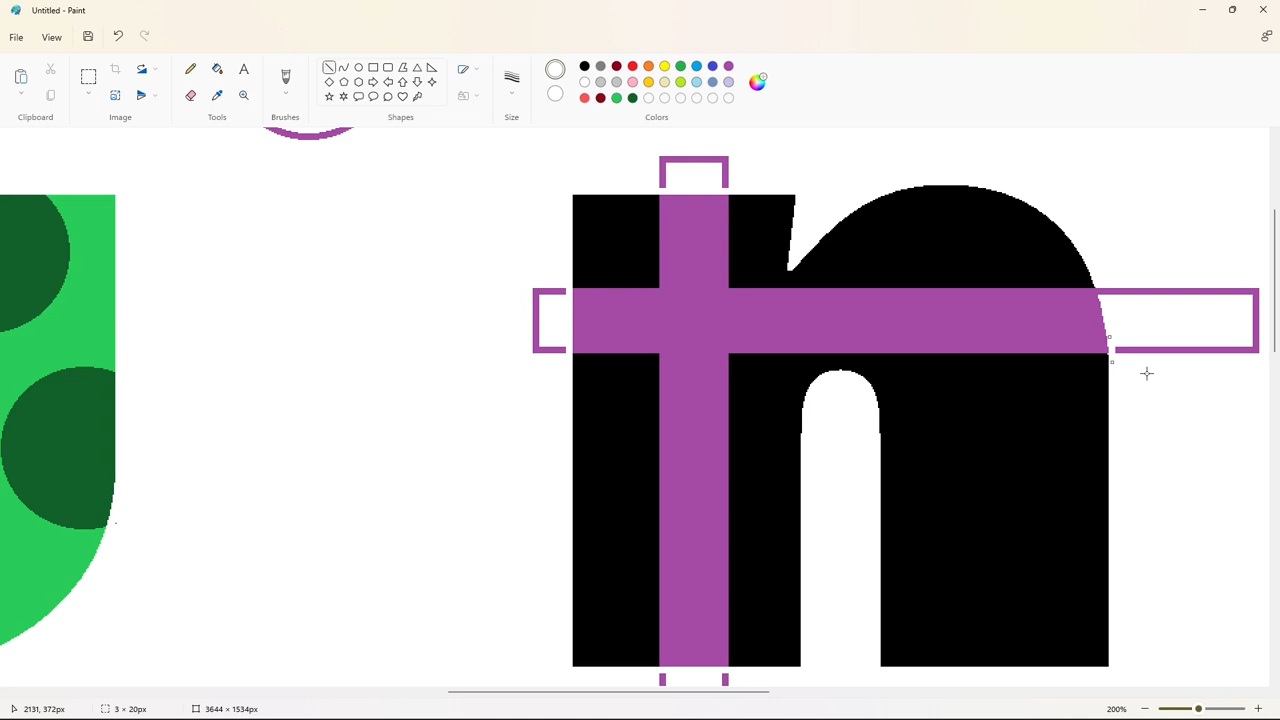 Untitled - Paint
File View
Clipboard Image Tools Brushes Shapes Size Colors
n
2131, 372px 3 × 20px 3644 × 1534px 200%